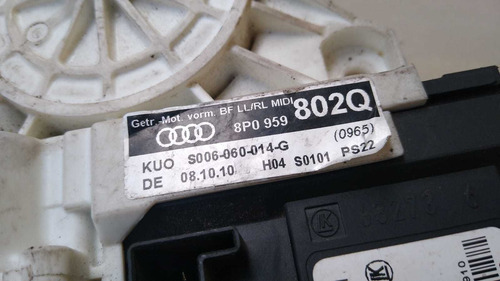 Getr.-Mot. vorn. BF LL/RL MIDI
8P0 959 802Q
KUO S006-060-014-G (0965)
DE 08.10.10 H04 S0101 PS22